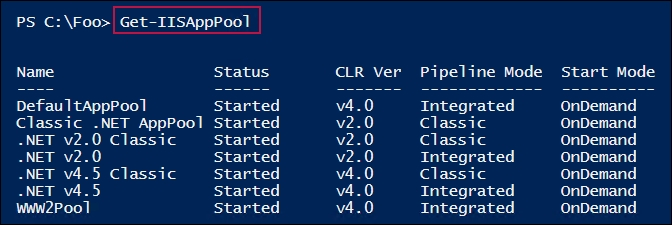 PS C:\Foo> Get-IISAppPool
Name Status CLR Ver Pipeline Mode Start Mode
---- ------ ------- ------------- ----------
DefaultAppPool Started v4.0 Integrated OnDemand
Classic .NET AppPool Started v2.0 Classic OnDemand
.NET v2.0 Classic Started v2.0 Classic OnDemand
.NET v2.0 Started v2.0 Integrated OnDemand
.NET v4.5 Classic Started v4.0 Classic OnDemand
.NET v4.5 Started v4.0 Integrated OnDemand
WWW2Pool Started v4.0 Integrated OnDemand